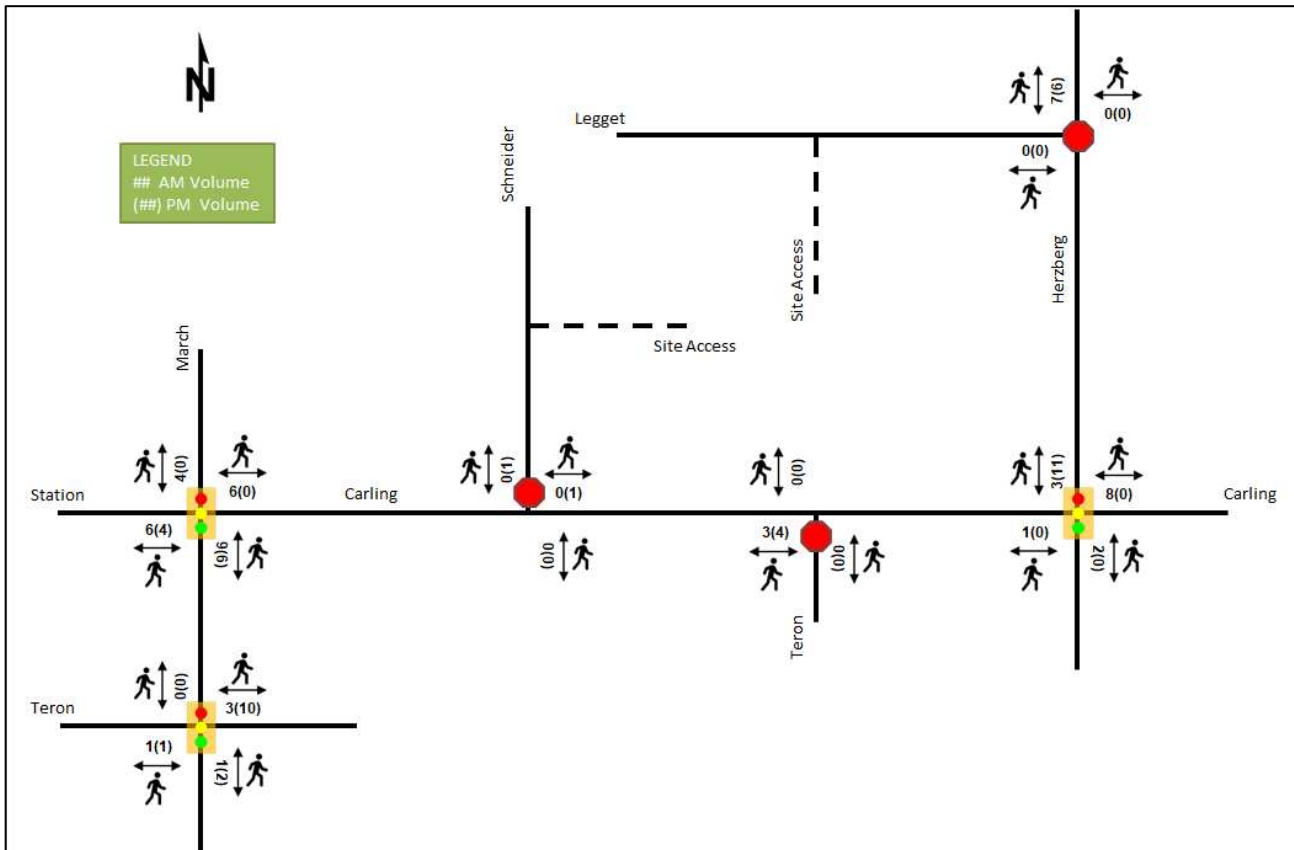 N
LEGEND
## AM Volume
(##) PM Volume
7(6)
0(0)
Legget
0(0)
Schneider
Site Access
Herzberg
Site Access
March
4(0)
6(0)
0(1)
0(1)
0(0)
3(11)
8(0)
Station
Carling
Carling
6(4)
9(6)
0(0)
3(4)
0(0)
1(0)
2(0)
Teron
0(0)
3(10)
Teron
1(1)
1(2)